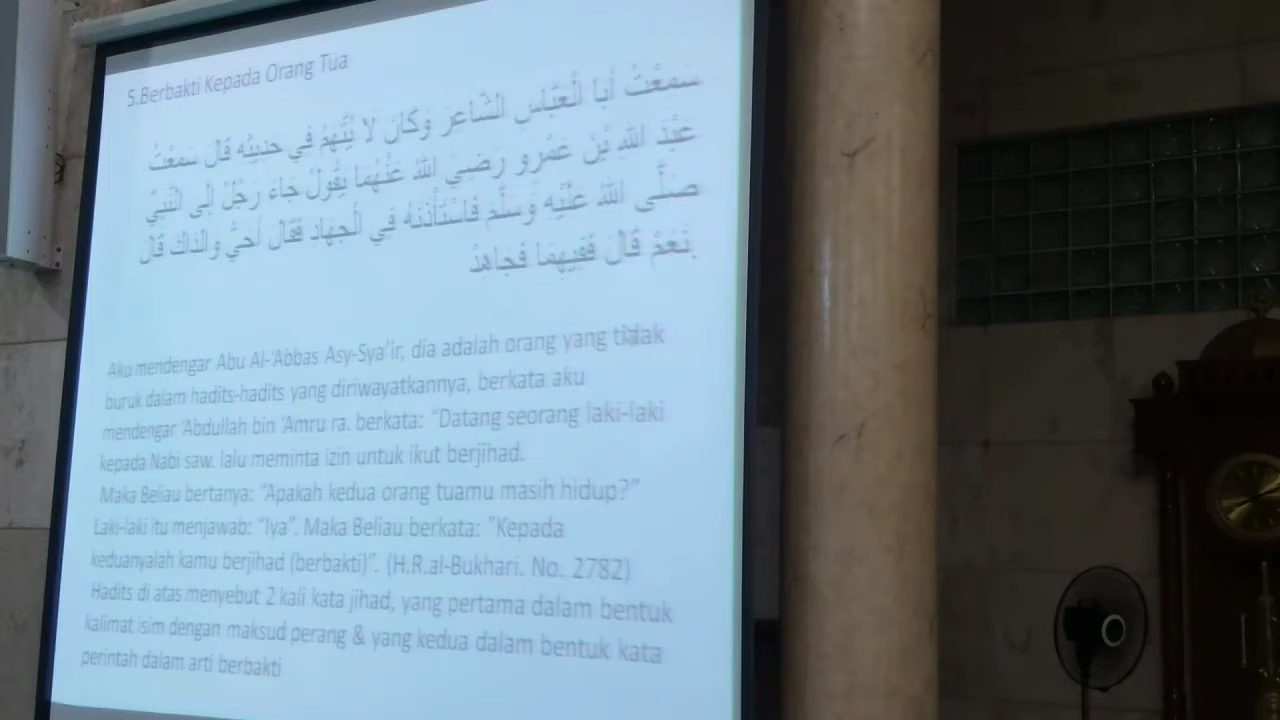 5.Berbakti Kepada Orang Tua
سَمِعْتُ أَبَا الْعَبَّاسِ الشَّاعِرَ وَكَانَ لَا يُتَّهَمُ فِي حَدِيثِهِ قَالَ سَمِعْتُ
عَبْدَ اللَّهِ بْنَ عَمْرٍو رَضِيَ اللَّهُ عَنْهُمَا يَقُولُ جَاءَ رَجُلٌ إِلَى النَّبِيِّ
صَلَّى اللَّهُ عَلَيْهِ وَسَلَّمَ فَاسْتَأْذَنَهُ فِي الْجِهَادِ فَقَالَ أَحَيٌّ وَالِدَاكَ قَالَ
نَعَمْ قَالَ فَفِيهِمَا فَجَاهِدْ
Aku mendengar Abu Al-'Abbas Asy-Sya'ir, dia adalah orang yang tidak
buruk dalam hadits-hadits yang diriwayatkannya, berkata aku
mendengar 'Abdullah bin 'Amru ra. berkata: "Datang seorang laki-laki
kepada Nabi saw. lalu meminta izin untuk ikut berjihad.
Maka Beliau bertanya: "Apakah kedua orang tuamu masih hidup?"
Laki-laki itu menjawab: "Iya". Maka Beliau berkata: "Kepada
keduanyalah kamu berjihad (berbakti)". (H.R.al-Bukhari. No. 2782)
Hadits di atas menyebut 2 kali kata jihad, yang pertama dalam bentuk
kalimat isim dengan maksud perang & yang kedua dalam bentuk kata
perintah dalam arti berbakti